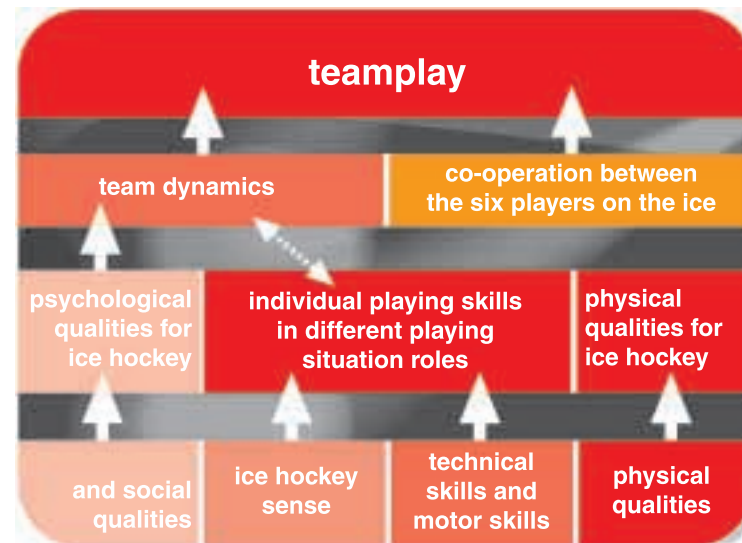 teamplay
team dynamics
co-operation between
the six players on the ice
psychological
qualities for
ice hockey
individual playing skills
in different playing
situation roles
physical
qualities for
ice hockey
and social
qualities
ice hockey
sense
technical
skills and
motor skills
physical
qualities